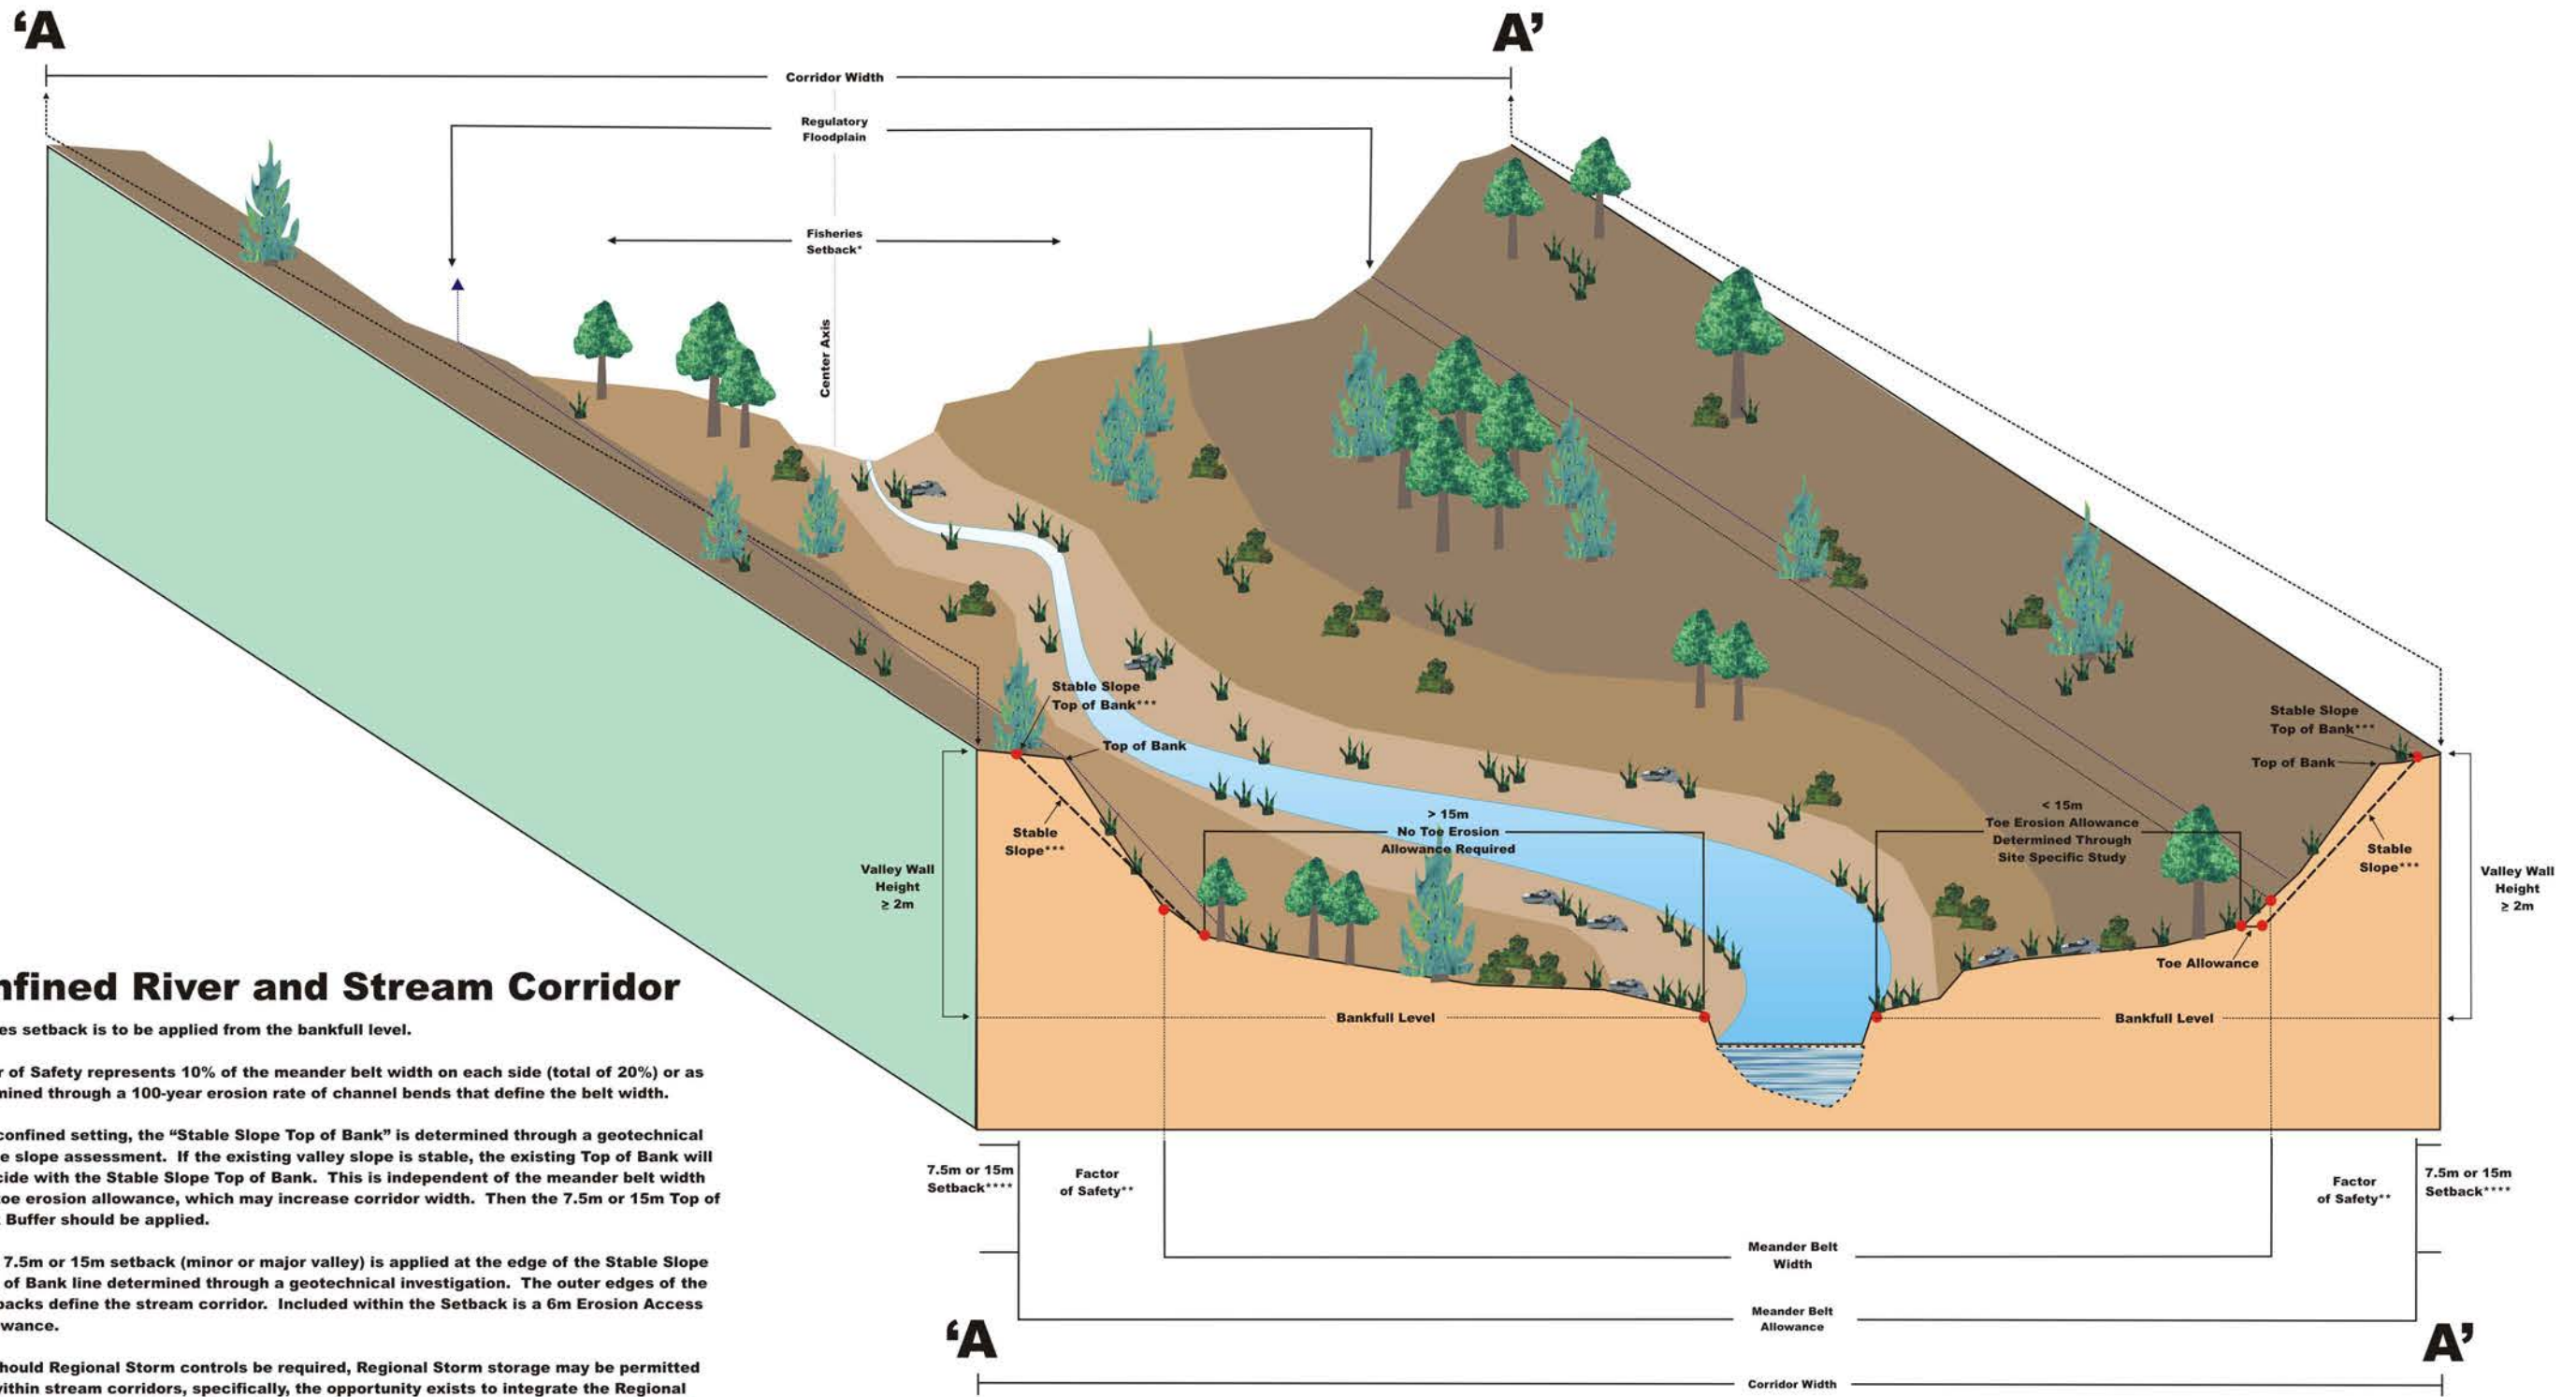 ‘A
A’
Corridor Width
Regulatory
Floodplain
Fisheries
Setback*
Center Axis
Stable Slope
Top of Bank***
Top of Bank
Stable
Slope***
Valley Wall
Height
≥ 2m
> 15m
No Toe Erosion
Allowance Required
< 15m
Toe Erosion Allowance
Determined Through
Site Specific Study
Stable Slope
Top of Bank***
Top of Bank
Stable
Slope***
Valley Wall
Height
≥ 2m
Toe Allowance
Bankfull Level
Bankfull Level
nfined River and Stream Corridor
es setback is to be applied from the bankfull level.
r of Safety represents 10% of the meander belt width on each side (total of 20%) or as
mined through a 100-year erosion rate of channel bends that define the belt width.
confined setting, the “Stable Slope Top of Bank” is determined through a geotechnical
e slope assessment. If the existing valley slope is stable, the existing Top of Bank will
cide with the Stable Slope Top of Bank. This is independent of the meander belt width
toe erosion allowance, which may increase corridor width. Then the 7.5m or 15m Top of
Buffer should be applied.
7.5m or 15m setback (minor or major valley) is applied at the edge of the Stable Slope
of Bank line determined through a geotechnical investigation. The outer edges of the
backs define the stream corridor. Included within the Setback is a 6m Erosion Access
wance.
hould Regional Storm controls be required, Regional Storm storage may be permitted
within stream corridors, specifically, the opportunity exists to integrate the Regional
7.5m or 15m
Setback****
Factor
of Safety**
Factor
of Safety**
7.5m or 15m
Setback****
Meander Belt
Width
Meander Belt
Allowance
‘A
A’
Corridor Width